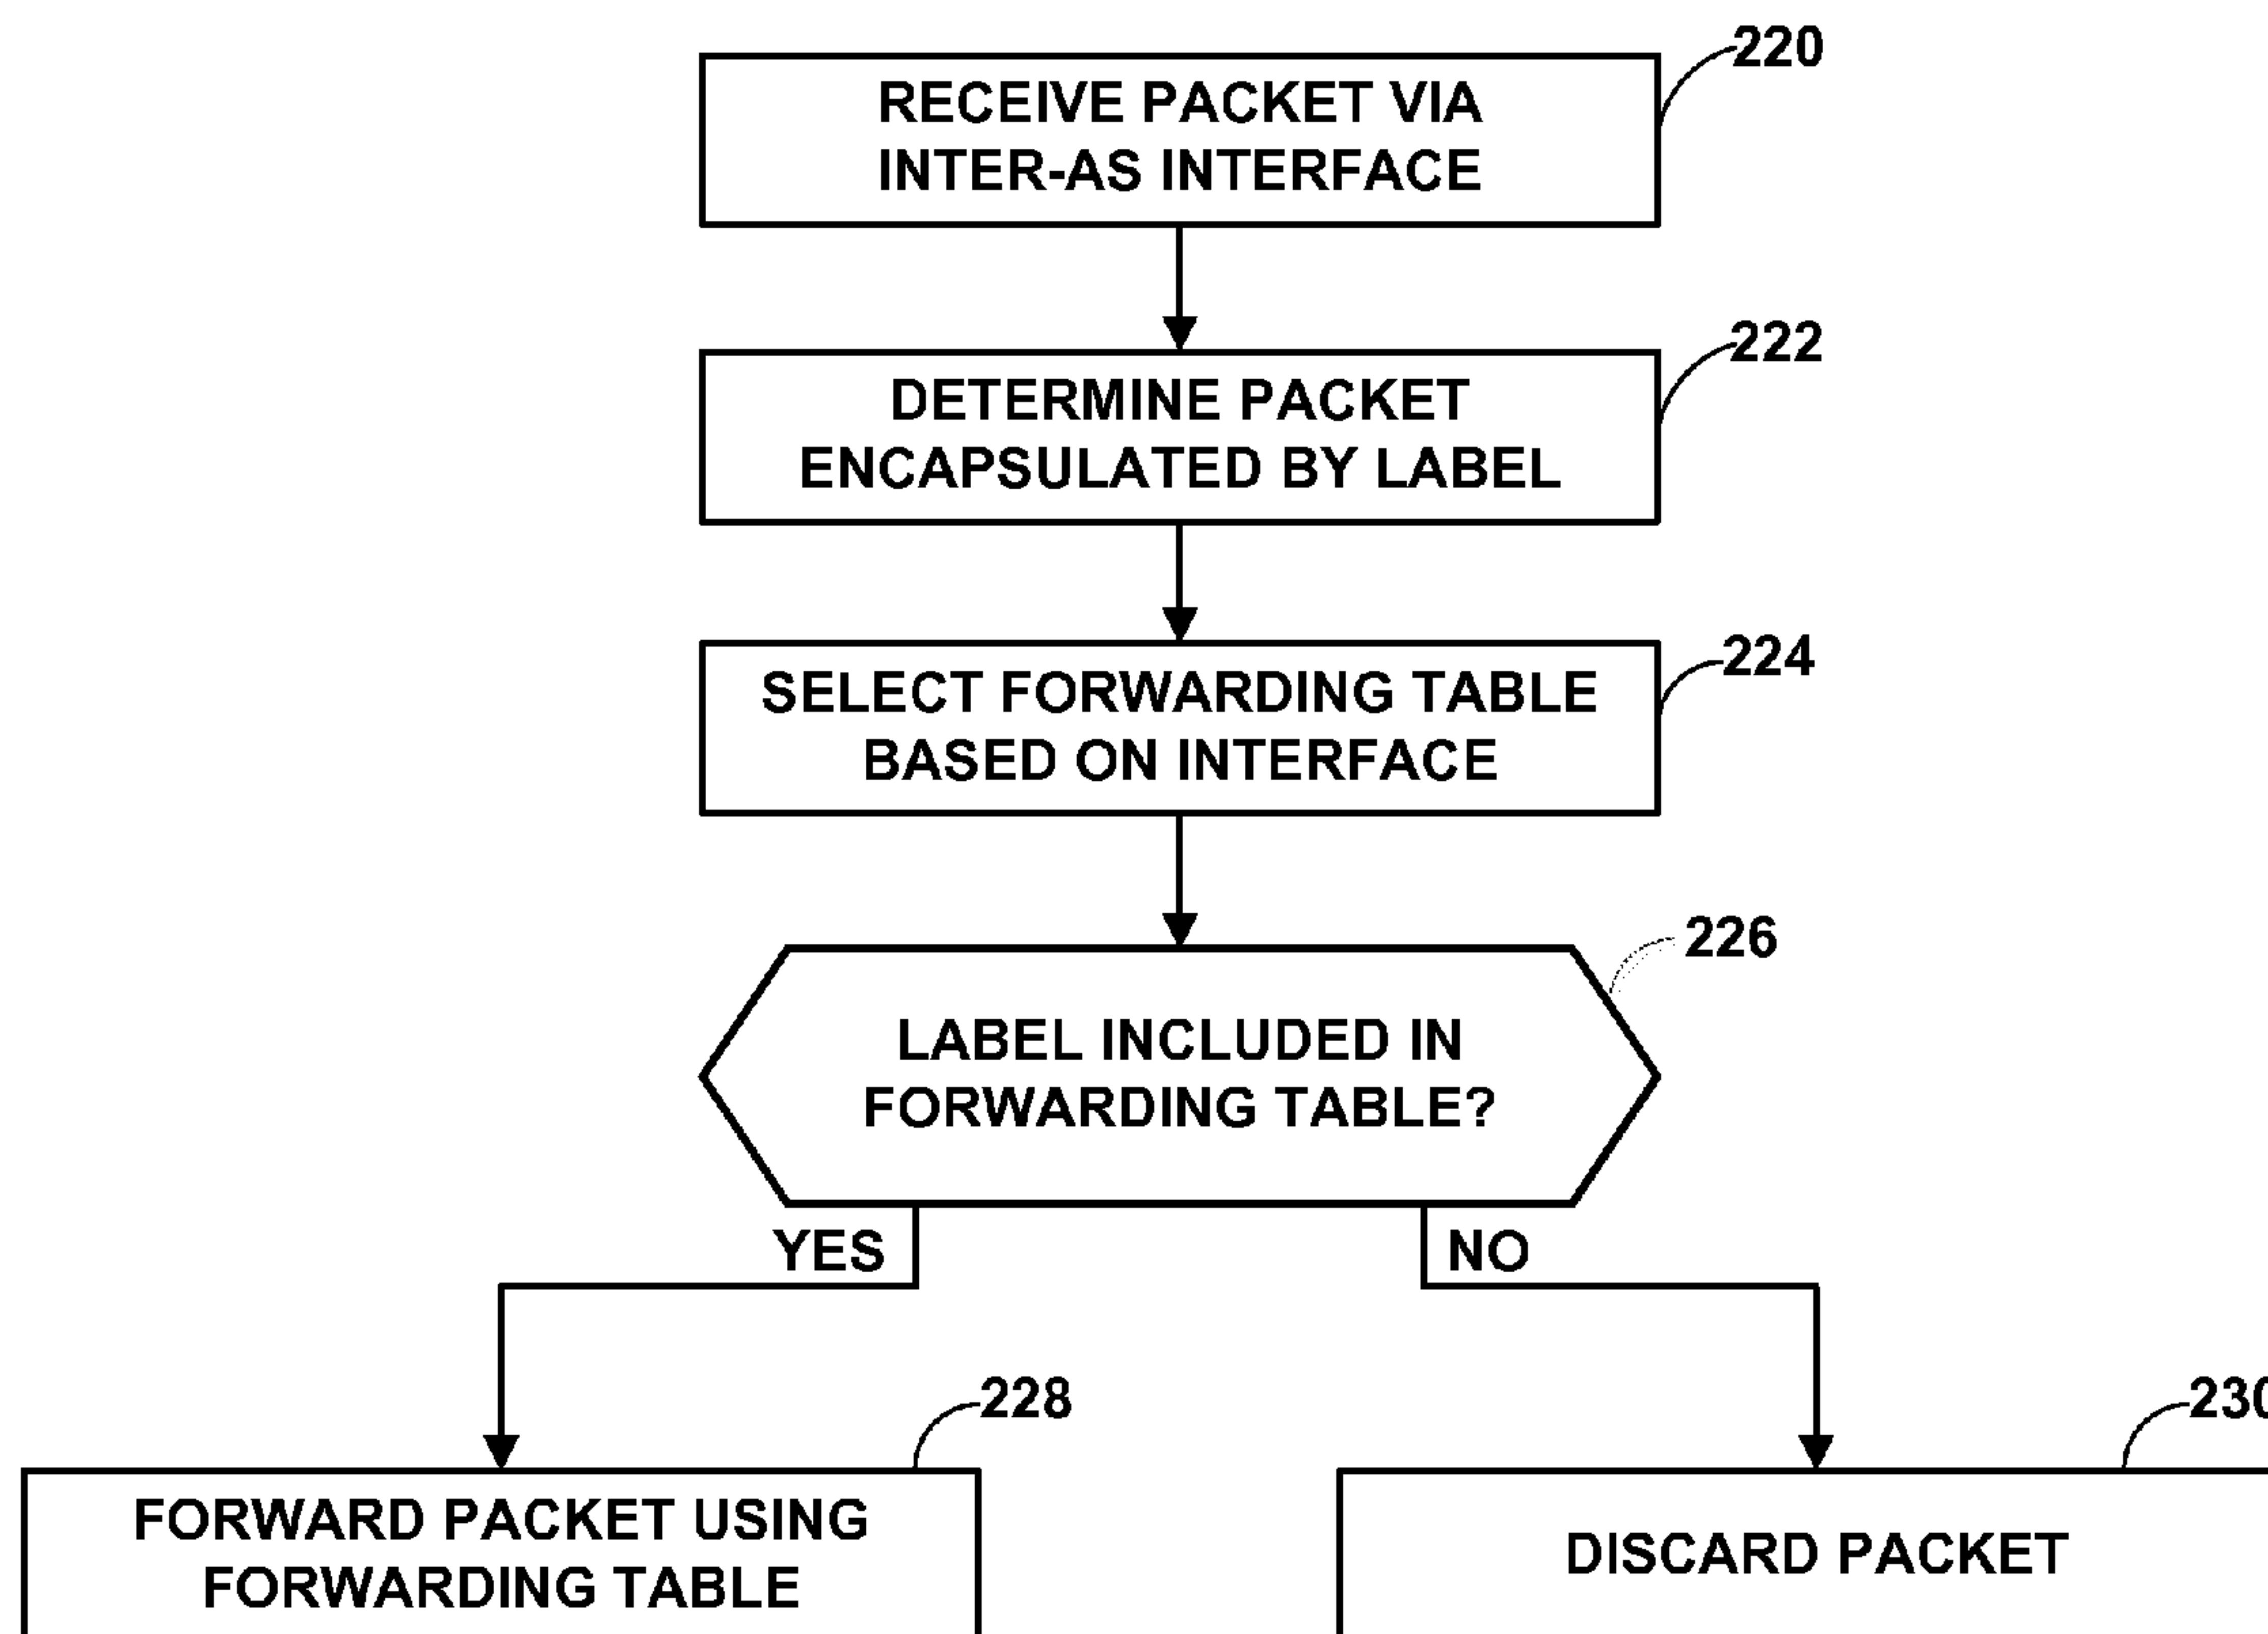 220
RECEIVE PACKET VIA
INTER-AS INTERFACE
222
DETERMINE PACKET
ENCAPSULATED BY LABEL
224
SELECT FORWARDING TABLE
BASED ON INTERFACE
226
LABEL INCLUDED IN
FORWARDING TABLE?
YES
NO
228
230
FORWARD PACKET USING
FORWARDING TABLE
DISCARD PACKET